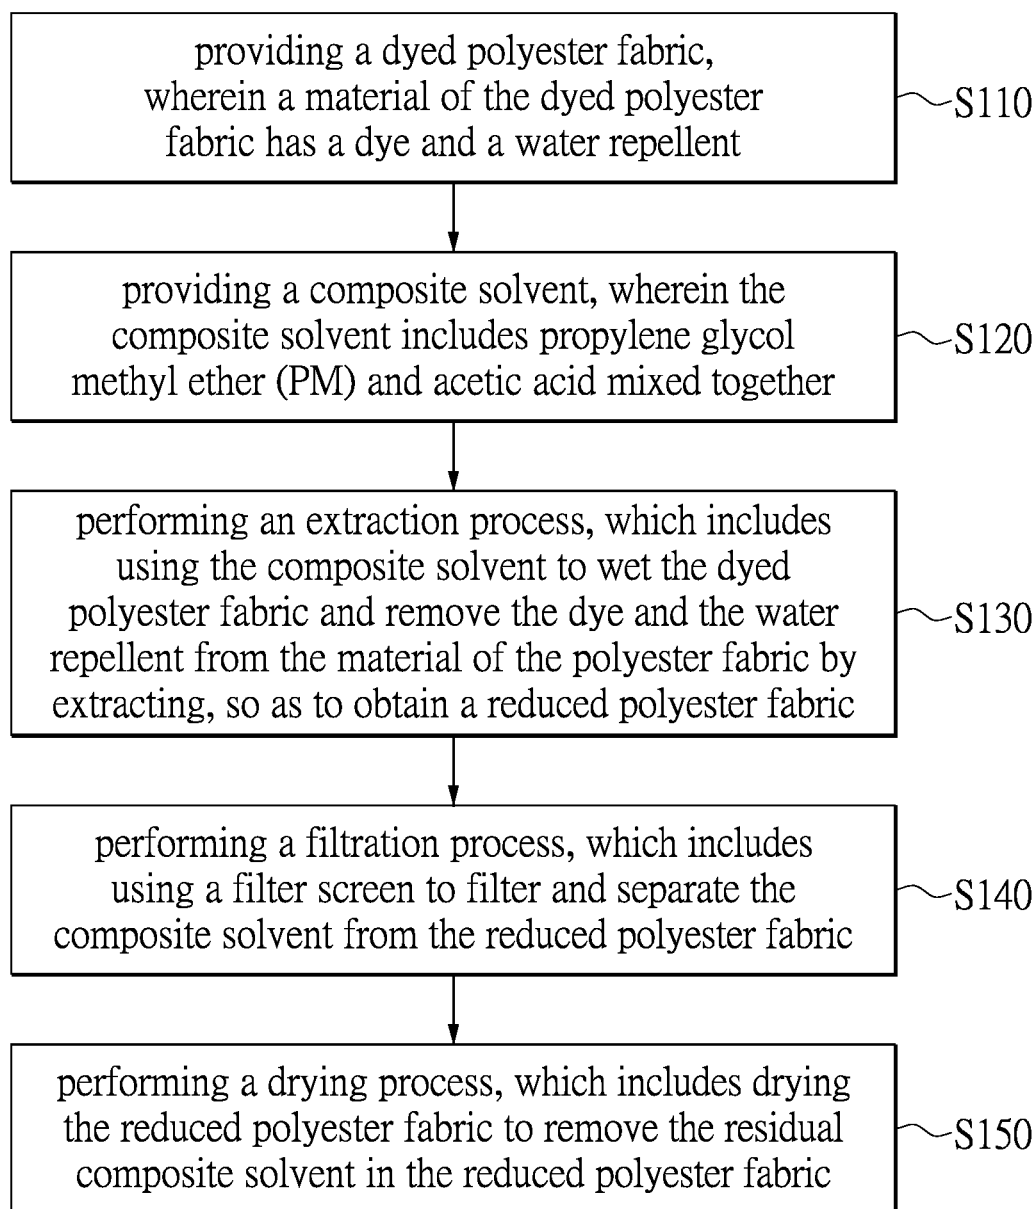 providing a dyed polyester fabric,
wherein a material of the dyed polyester
fabric has a dye and a water repellent
S110
providing a composite solvent, wherein the
composite solvent includes propylene glycol
methyl ether (PM) and acetic acid mixed together
S120
performing an extraction process, which includes
using the composite solvent to wet the dyed
polyester fabric and remove the dye and the water
repellent from the material of the polyester fabric by
extracting, so as to obtain a reduced polyester fabric
S130
performing a filtration process, which includes
using a filter screen to filter and separate the
composite solvent from the reduced polyester fabric
S140
performing a drying process, which includes drying
the reduced polyester fabric to remove the residual
composite solvent in the reduced polyester fabric
S150